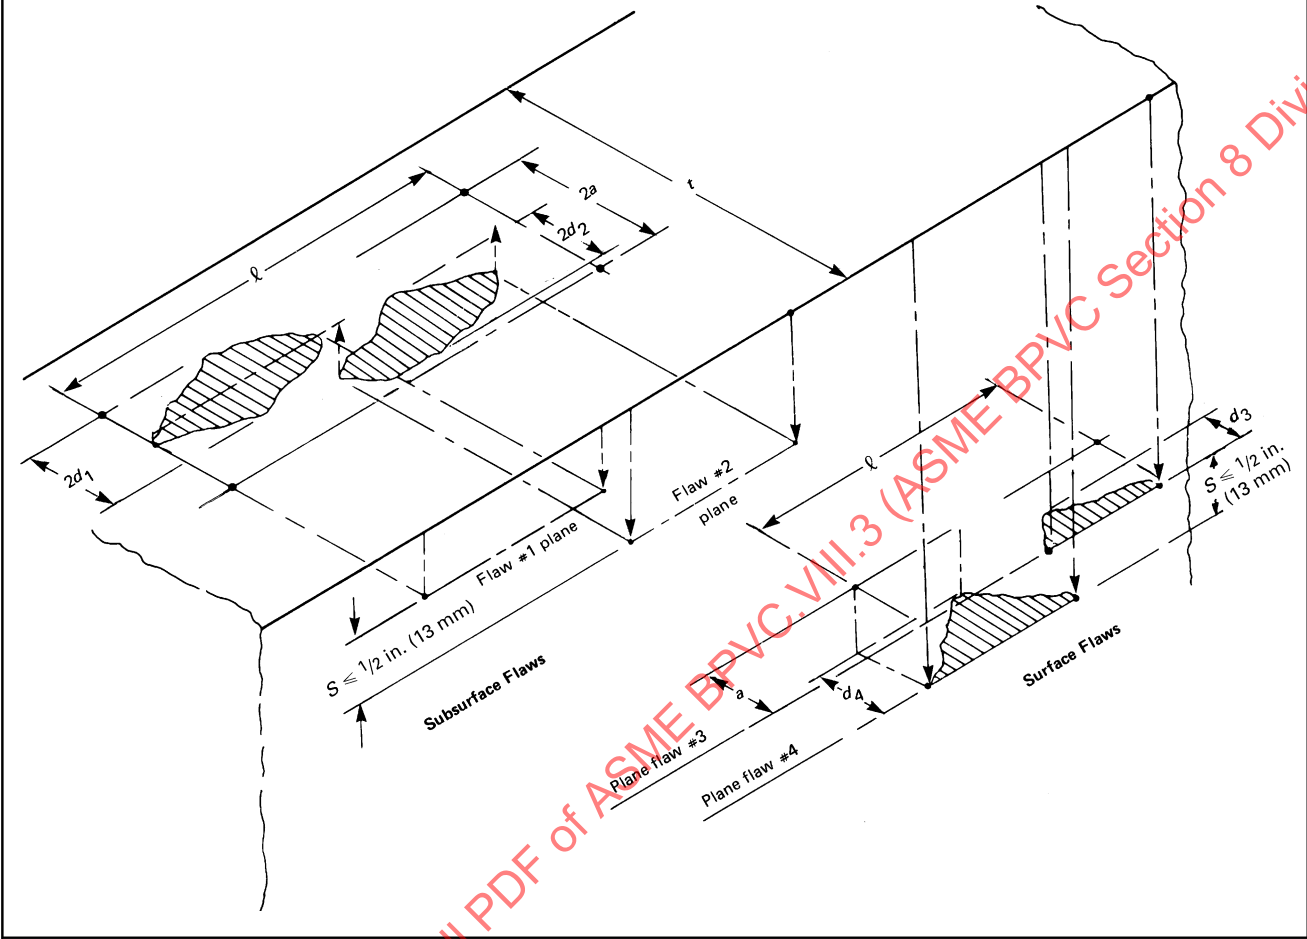 t
2a
2d2
ℓ
2d1
Flaw #2
plane
Flaw #1 plane
S ≤ 1/2 in. (13 mm)
Subsurface Flaws
ℓ
d3
S ≤ 1/2 in.
(13 mm)
a
d4
Surface Flaws
Plane flaw #3
Plane flaw #4
ll PDF of ASME BPVC.VIII.3 (ASME BPVC Section 8 Divi